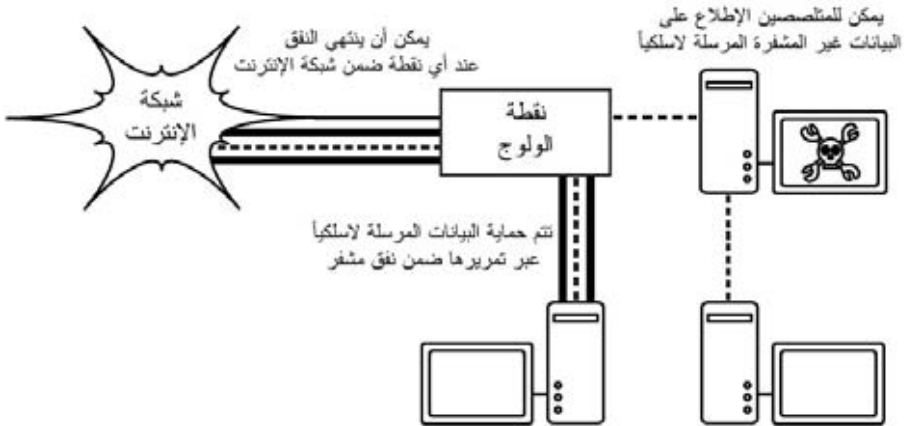 يمكن للمتلصصين الإطلاع على
البيانات غير المشفرة المرسلة لاسلكياً
يمكن أن ينتهي النفق
عند أي نقطة ضمن شبكة الإنترنت
شبكة
الإنترنت
نقطة
الولوج
تتم حماية البيانات المرسلة لاسلكياً
عبر تمريرها ضمن نفق مشفر